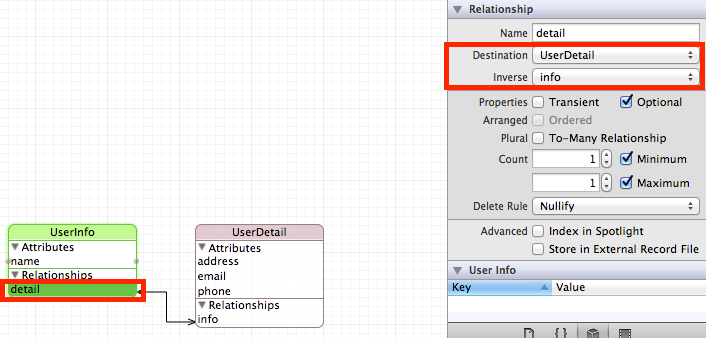 Relationship
Name detail
Destination UserDetail
Inverse info
Properties Transient Optional
Arranged Ordered
Plural To-Many Relationship
Count 1 Minimum
1 Maximum
Delete Rule Nullify
Advanced Index in Spotlight
Store in External Record File
User Info
Key Value
{ }
UserInfo
Attributes
name
Relationships
detail
UserDetail
Attributes
address
email
phone
Relationships
info